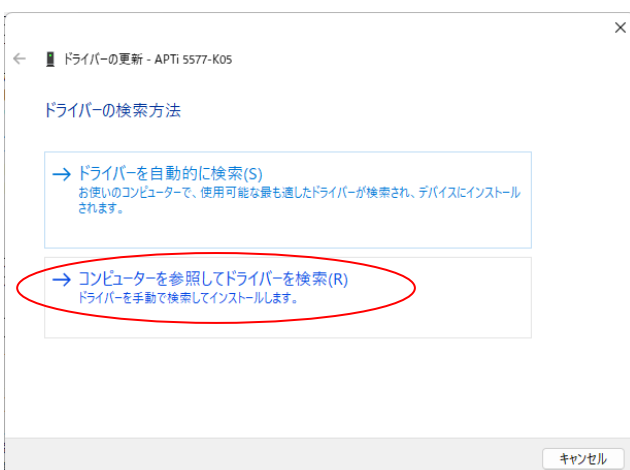 ドライバーの更新 - APTi 5577-K05
ドライバーの検索方法
→ ドライバーを自動的に検索(S)
お使いのコンピューターで、使用可能な最も適したドライバーが検索され、デバイスにインストール
されます。
→ コンピューターを参照してドライバーを検索(R)
ドライバーを手動で検索してインストールします。
キャンセル